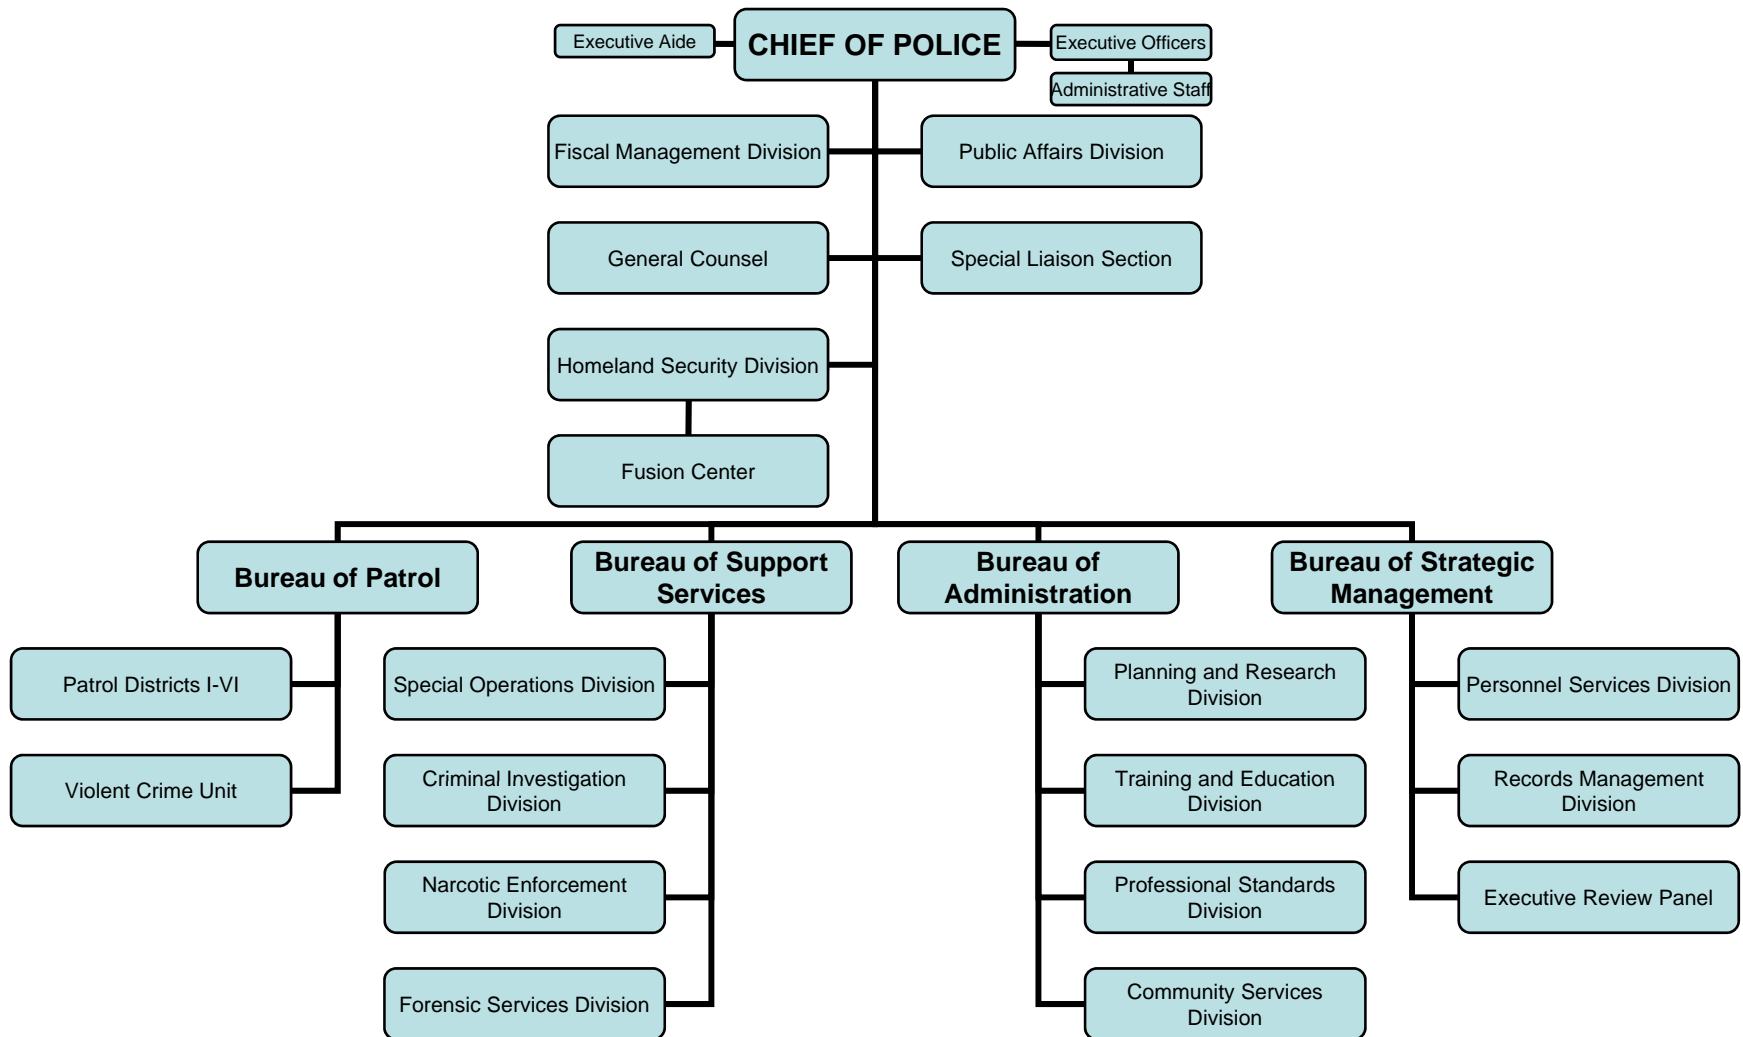 Executive Aide
CHIEF OF POLICE
Executive Officers
Administrative Staff
Fiscal Management Division
Public Affairs Division
General Counsel
Special Liaison Section
Homeland Security Division
Fusion Center
Bureau of Patrol
Bureau of Support
Services
Bureau of
Administration
Bureau of Strategic
Management
Patrol Districts I-VI
Special Operations Division
Planning and Research
Division
Personnel Services Division
Violent Crime Unit
Criminal Investigation
Division
Training and Education
Division
Records Management
Division
Narcotic Enforcement
Division
Professional Standards
Division
Executive Review Panel
Forensic Services Division
Community Services
Division